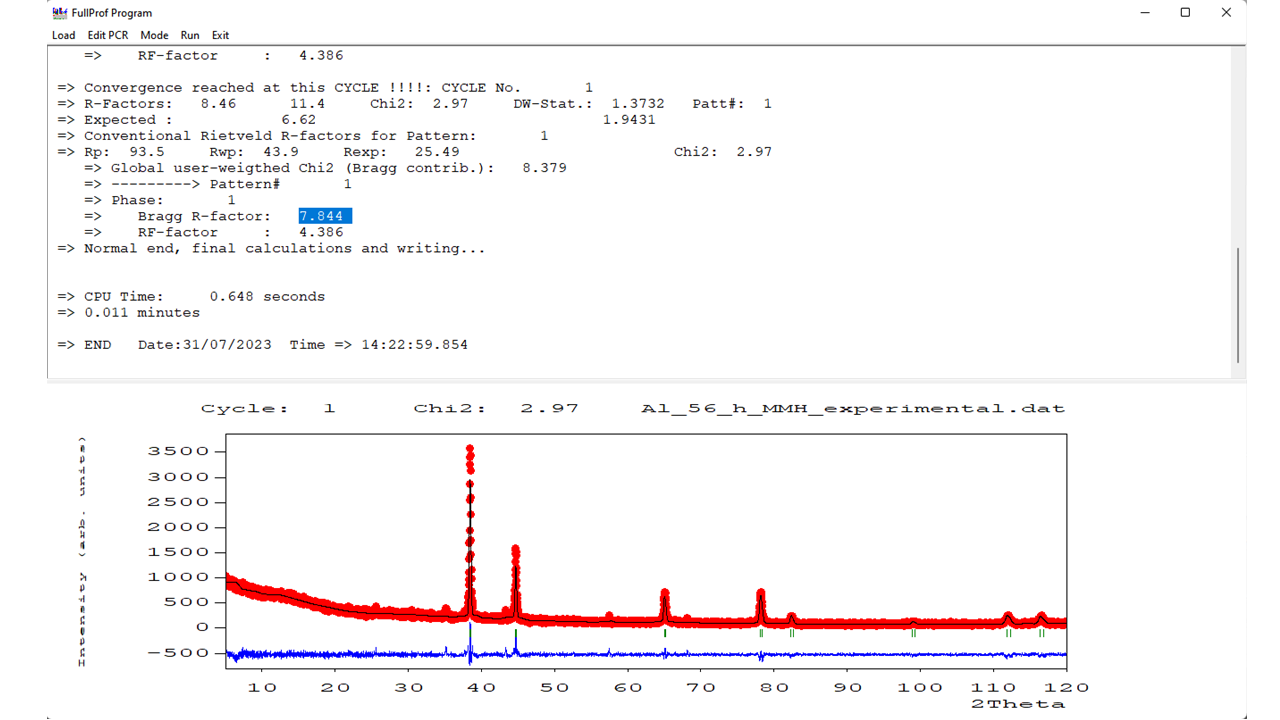 FullProf Program
Load Edit PCR Mode Run Exit
=> RF-factor : 4.386
=> Convergence reached at this CYCLE !!!!: CYCLE No. 1
=> R-Factors: 8.46 11.4 Chi2: 2.97 DW-Stat.: 1.3732 Patt#: 1
=> Expected : 6.62 1.9431
=> Conventional Rietveld R-factors for Pattern: 1
=> Rp: 93.5 Rwp: 43.9 Rexp: 25.49 Chi2: 2.97
=> Global user-weigthed Chi2 (Bragg contrib.): 8.379
=> ---------> Pattern# 1
=> Phase: 1
=> Bragg R-factor: 7.844
=> RF-factor : 4.386
=> Normal end, final calculations and writing...
=> CPU Time: 0.648 seconds
=> 0.011 minutes
=> END Date:31/07/2023 Time => 14:22:59.854
Cycle: 1 Chi2: 2.97 Al_56_h_MMH_experimental.dat
Intensity (arb. units)
3500
3000
2500
2000
1500
1000
500
0
-500
10 20 30 40 50 60 70 80 90 100 110 120
2Theta